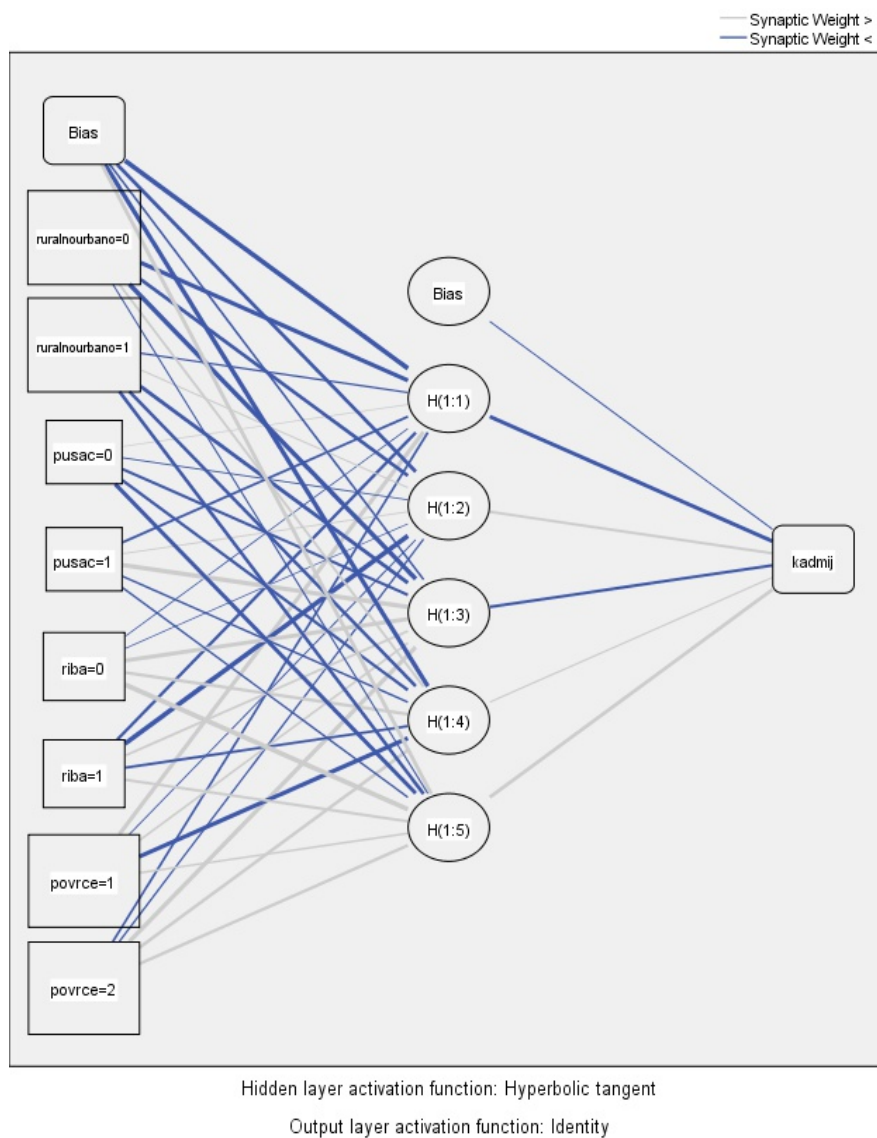 Synaptic Weight >
Synaptic Weight <
Bias
ruralnourbano=0
ruralnourbano=1
pusac=0
pusac=1
riba=0
riba=1
povrce=1
povrce=2
Bias
H(1:1)
H(1:2)
H(1:3)
H(1:4)
H(1:5)
kadmij
Hidden layer activation function: Hyperbolic tangent
Output layer activation function: Identity